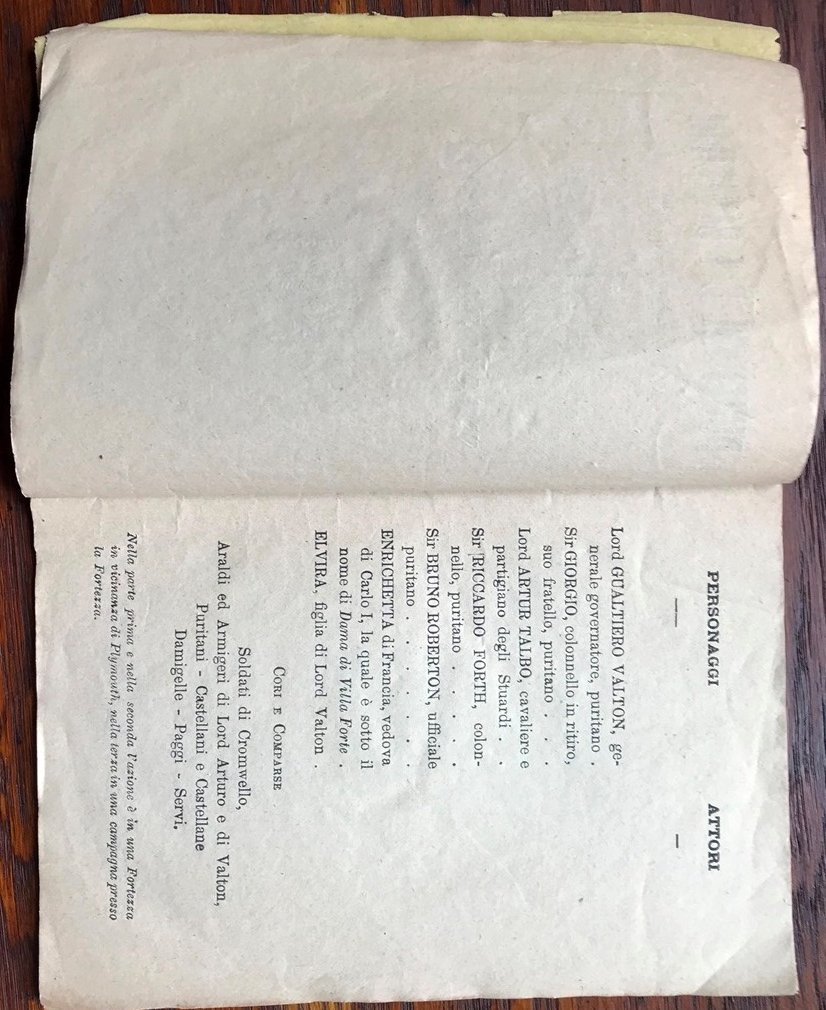 PERSONAGGI ATTORI
Lord GUALTIERO VALTON, ge-
nerale governatore, puritano .
Sir GIORGIO, colonnello in ritiro,
suo fratello, puritano . . .
Lord ARTUR TALBO, cavaliere e
partigiano degli Stuardi . .
Sir RICCARDO FORTH, colon-
nello, puritano . . . . .
Sir BRUNO ROBERTON, ufficiale
puritano . . . . . . .
ENRICHETTA di Francia, vedova
di Carlo I, la quale è sotto il
nome di Dama di Villa Forte .
ELVIRA, figlia di Lord Valton .
CORI E COMPARSE
Soldati di Cromwello,
Araldi ed Armigeri di Lord Arturo e di Valton,
Puritani - Castellani e Castellane
Damigelle - Paggi - Servi.
Nella parte prima e nella seconda l'azione è in una Fortezza
in vicinanza di Plymouth, nella terza in una campagna presso
la Fortezza.